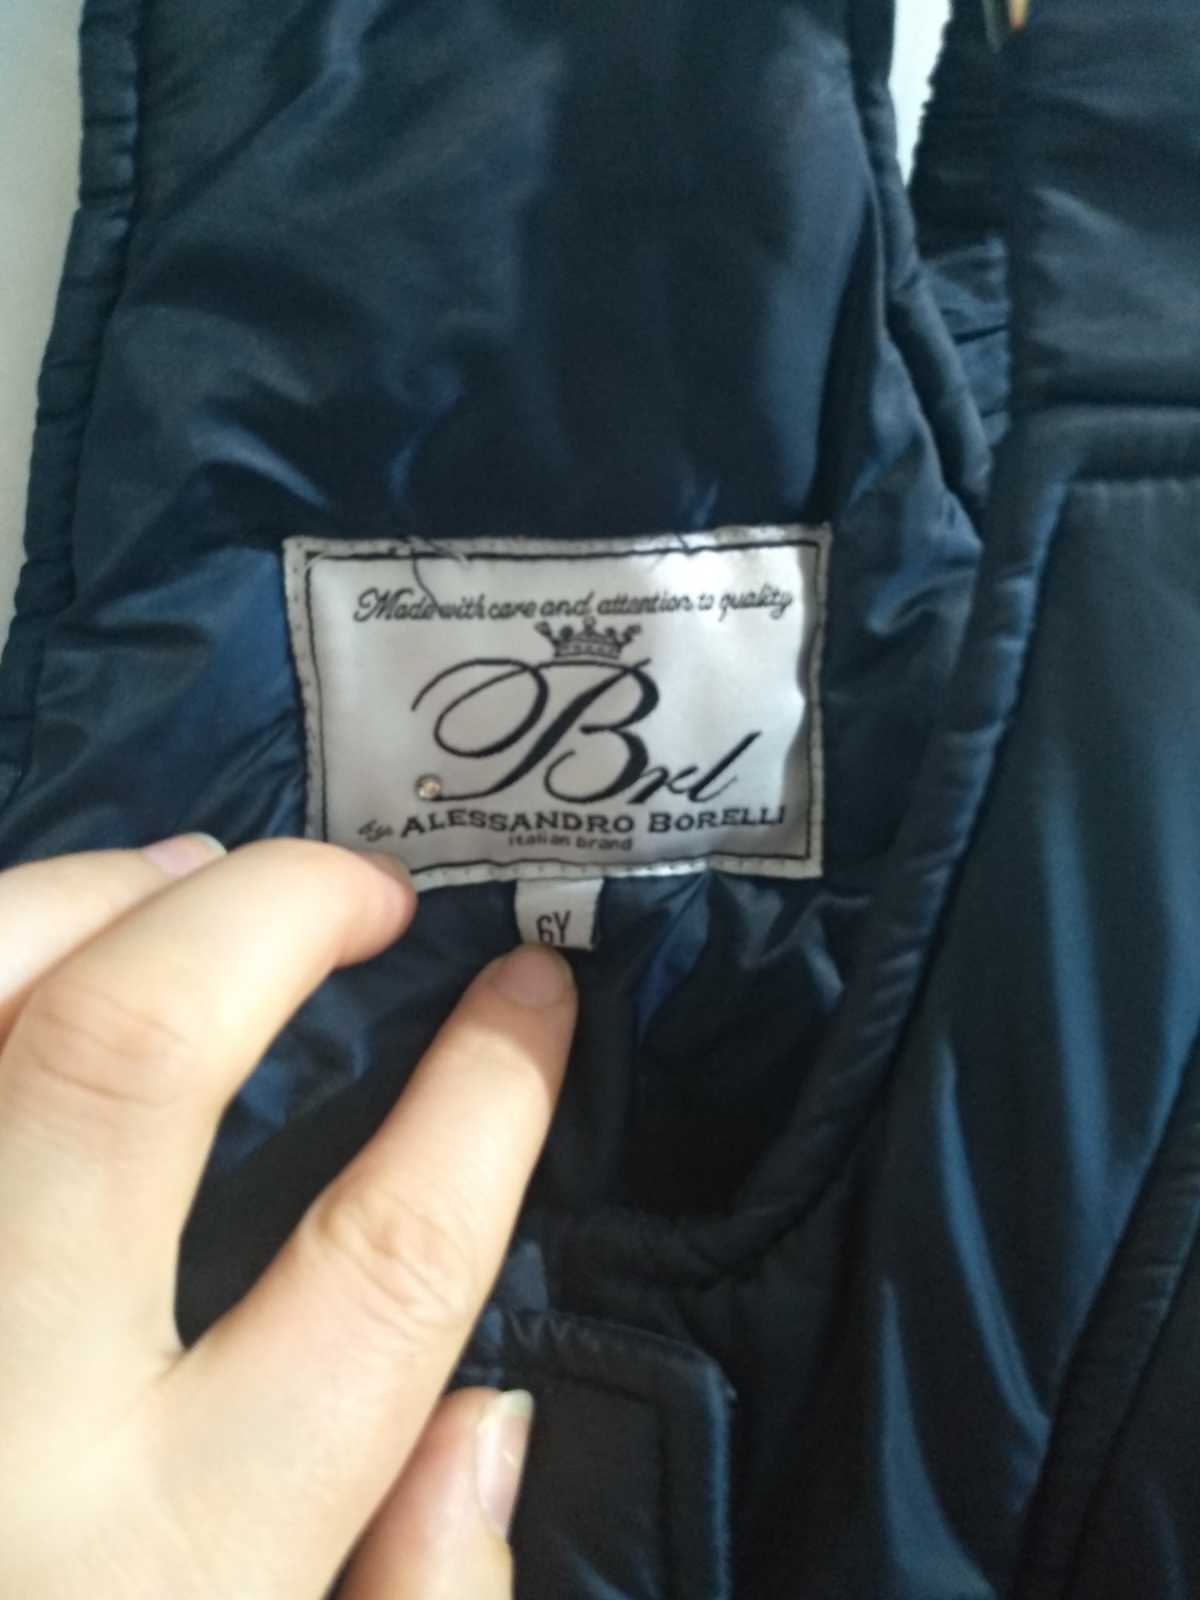 Made with care and attention to quality
Brl
by ALESSANDRO BORELLI
Italian brand
6Y